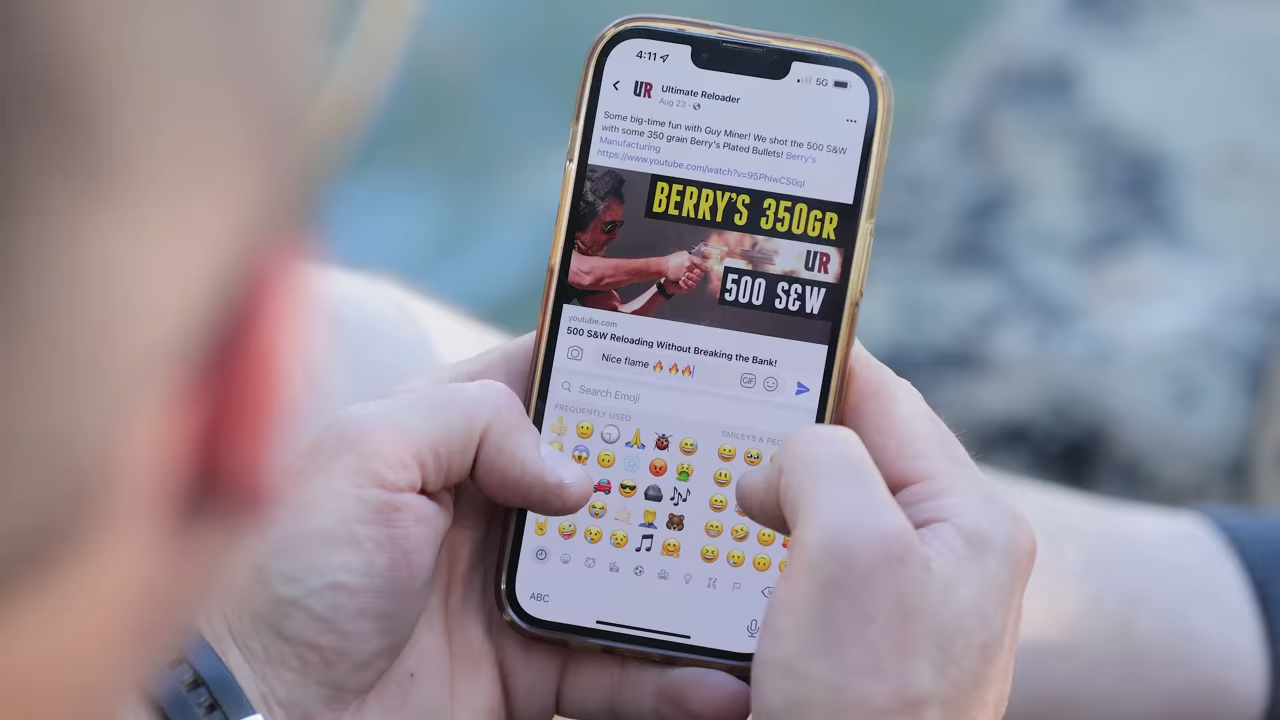 4:11
5G
UR Ultimate Reloader
Aug 23
Some big-time fun with Guy Miner! We shot the 500 S&W
with some 350 grain Berry's Plated Bullets! Berry's
Manufacturing
https://www.youtube.com/watch?v=95PhlwCS0qI
BERRY'S 350GR
UR
500 S&W
youtube.com
500 S&W Reloading Without Breaking the Bank!
Nice flame 🔥🔥🔥
GIF
Search Emoji
FREQUENTLY USED
SMILEYS & PEO
ABC